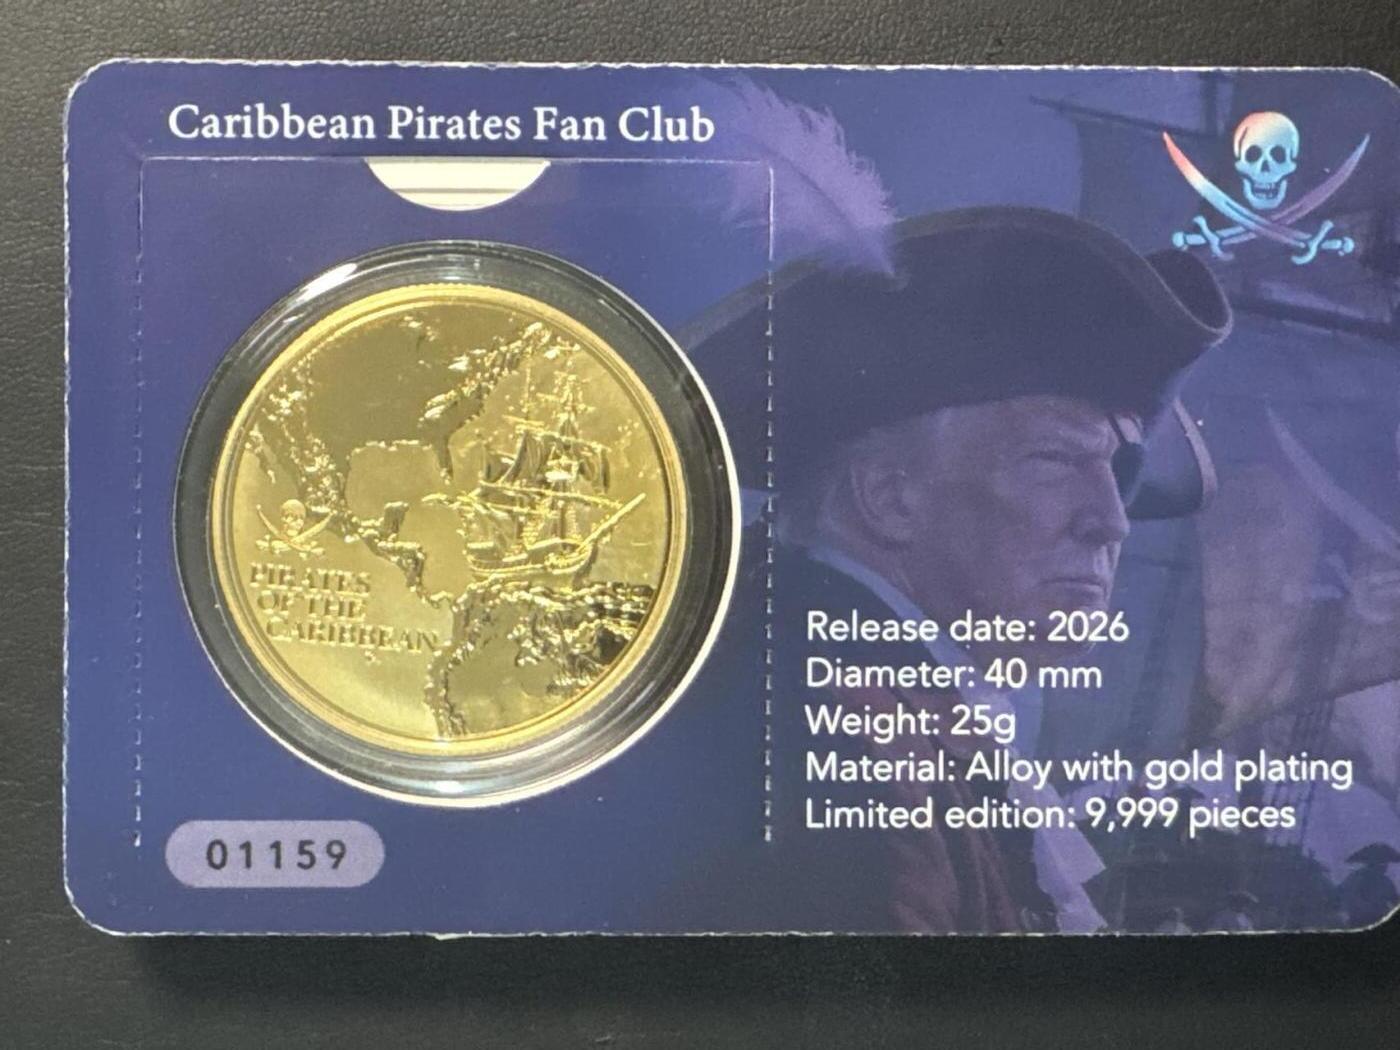 Caribbean Pirates Fan Club
PIRATES
OF THE
CARIBBEAN
Release date: 2026
Diameter: 40 mm
Weight: 25g
Material: Alloy with gold plating
Limited edition: 9,999 pieces
01159